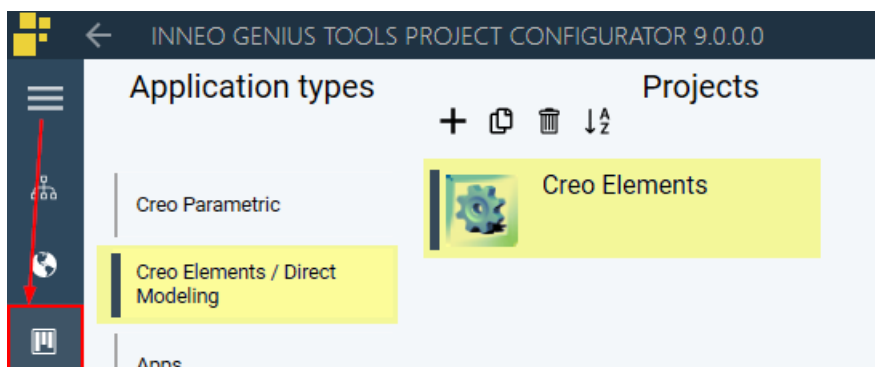 INNEO GENIUS TOOLS PROJECT CONFIGURATOR 9.0.0.0
Application types
Projects
Creo Parametric
Creo Elements / Direct
Modeling
Apps
Creo Elements